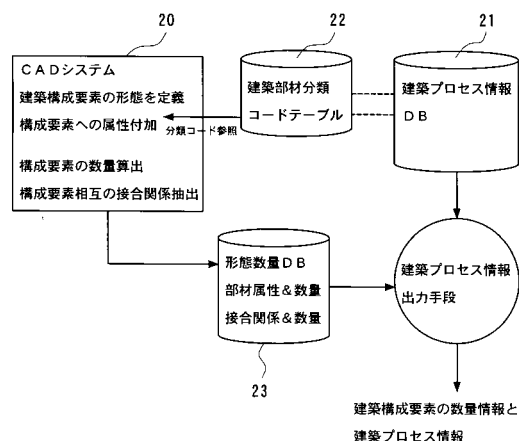 20
22
21
ＣＡＤシステム
建築構成要素の形態を定義
構成要素への属性付加
構成要素の数量算出
構成要素相互の接合関係抽出
建築部材分類
コードテーブル
分類コード参照
建築プロセス情報
ＤＢ
形態数量ＤＢ
部材属性＆数量
接合関係＆数量
23
建築プロセス情報
出力手段
建築構成要素の数量情報と
建築プロセス情報